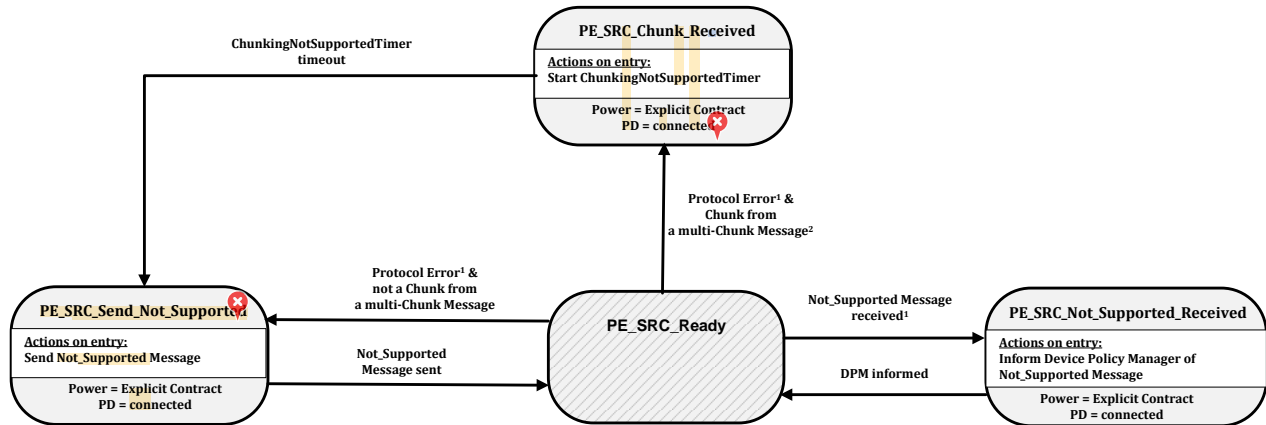 PE_SRC_Chunk_Received
Actions on entry:
Start ChunkingNotSupportedTimer
Power = Explicit Contract
PD = connected
ChunkingNotSupportedTimer
timeout
Protocol Error¹ &
Chunk from
a multi-Chunk Message²
Protocol Error¹ &
not a Chunk from
a multi-Chunk Message
PE_SRC_Send_Not_Supported
Actions on entry:
Send Not_Supported Message
Power = Explicit Contract
PD = connected
Not_Supported
Message sent
PE_SRC_Ready
Not_Supported Message
received¹
DPM informed
PE_SRC_Not_Supported_Received
Actions on entry:
Inform Device Policy Manager of
Not_Supported Message
Power = Explicit Contract
PD = connected